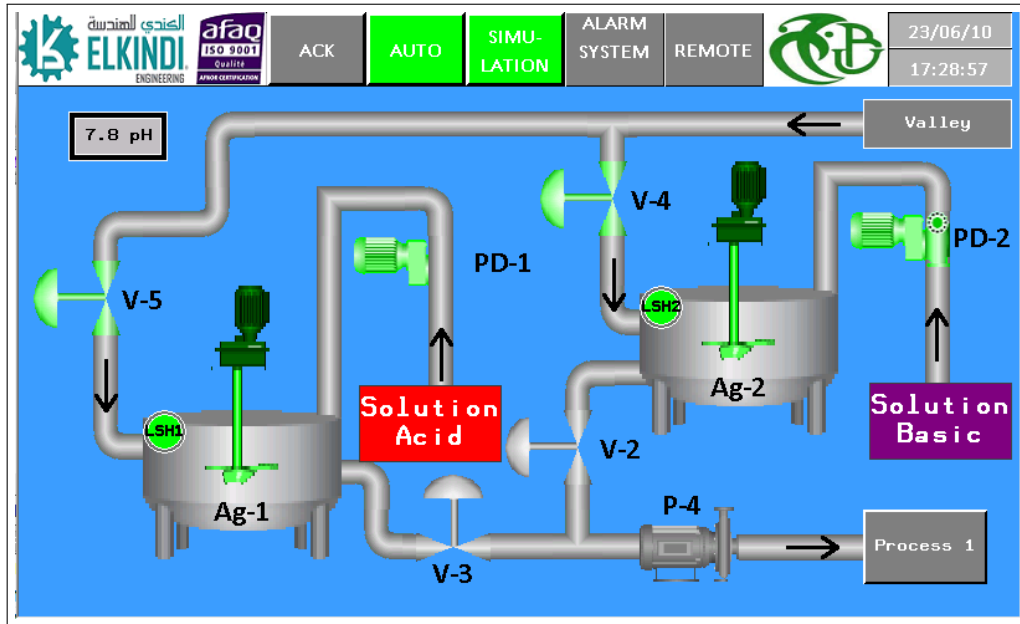 الكندي للهندسة
ELKINDI
ENGINEERING
afaq
ISO 9001
Qualité
AFNOR CERTIFICATION
ACK
AUTO
SIMU-
LATION
ALARM
SYSTEM
REMOTE
23/06/10
17:28:57
7.8 pH
Valley
V-4
PD-1
PD-2
V-5
LSH2
Ag-2
Solution
Acid
Solution
Basic
LSH1
V-2
Ag-1
P-4
Process 1
V-3